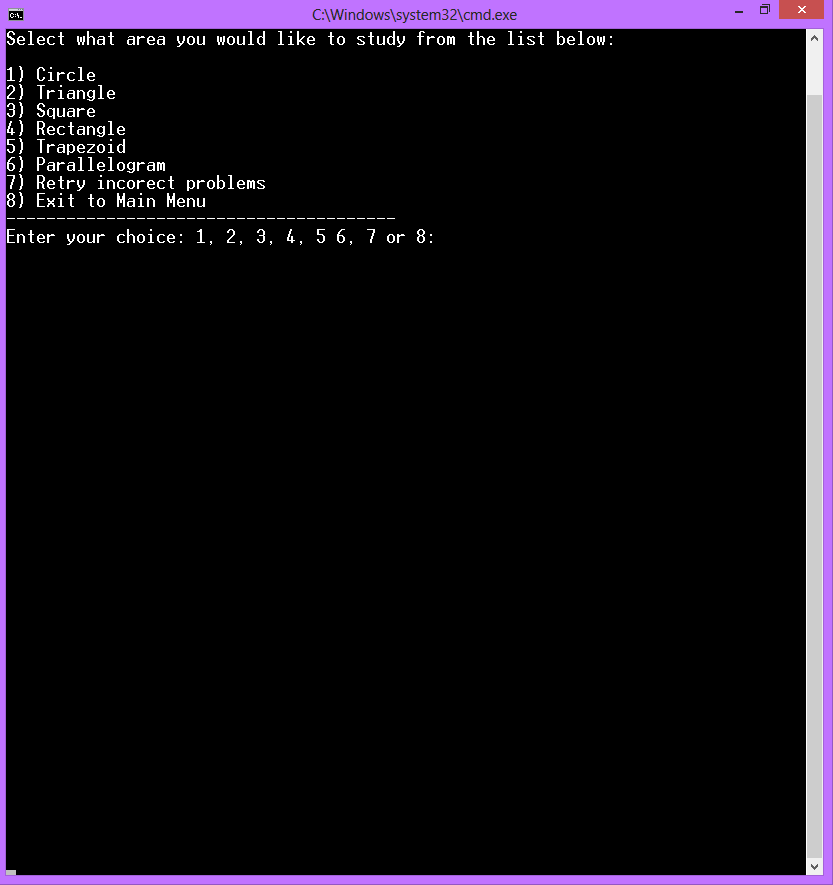 C:\Windows\system32\cmd.exe
Select what area you would like to study from the list below:
1) Circle
2) Triangle
3) Square
4) Rectangle
5) Trapezoid
6) Parallelogram
7) Retry incorect problems
8) Exit to Main Menu
---------------------------------------
Enter your choice: 1, 2, 3, 4, 5 6, 7 or 8: